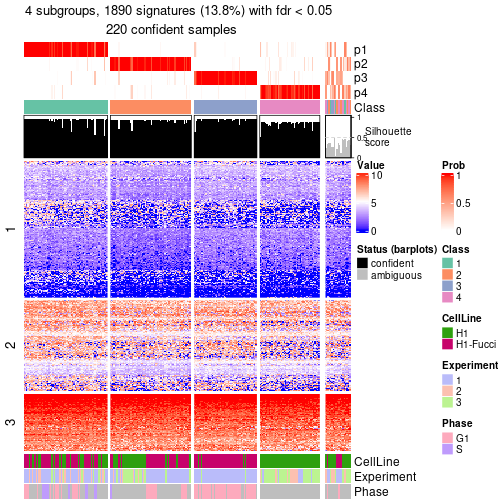 4 subgroups, 1890 signatures (13.8%) with fdr < 0.05
220 confident samples
p1
p2
p3
p4
Class
1
0.5
0
Silhouette
score
1
2
3
CellLine
Experiment
Phase
Value
10
5
0
Prob
1
0.5
0
Status (barplots)
confident
ambiguous
Class
1
2
3
4
CellLine
H1
H1-Fucci
Experiment
1
2
3
Phase
G1
S